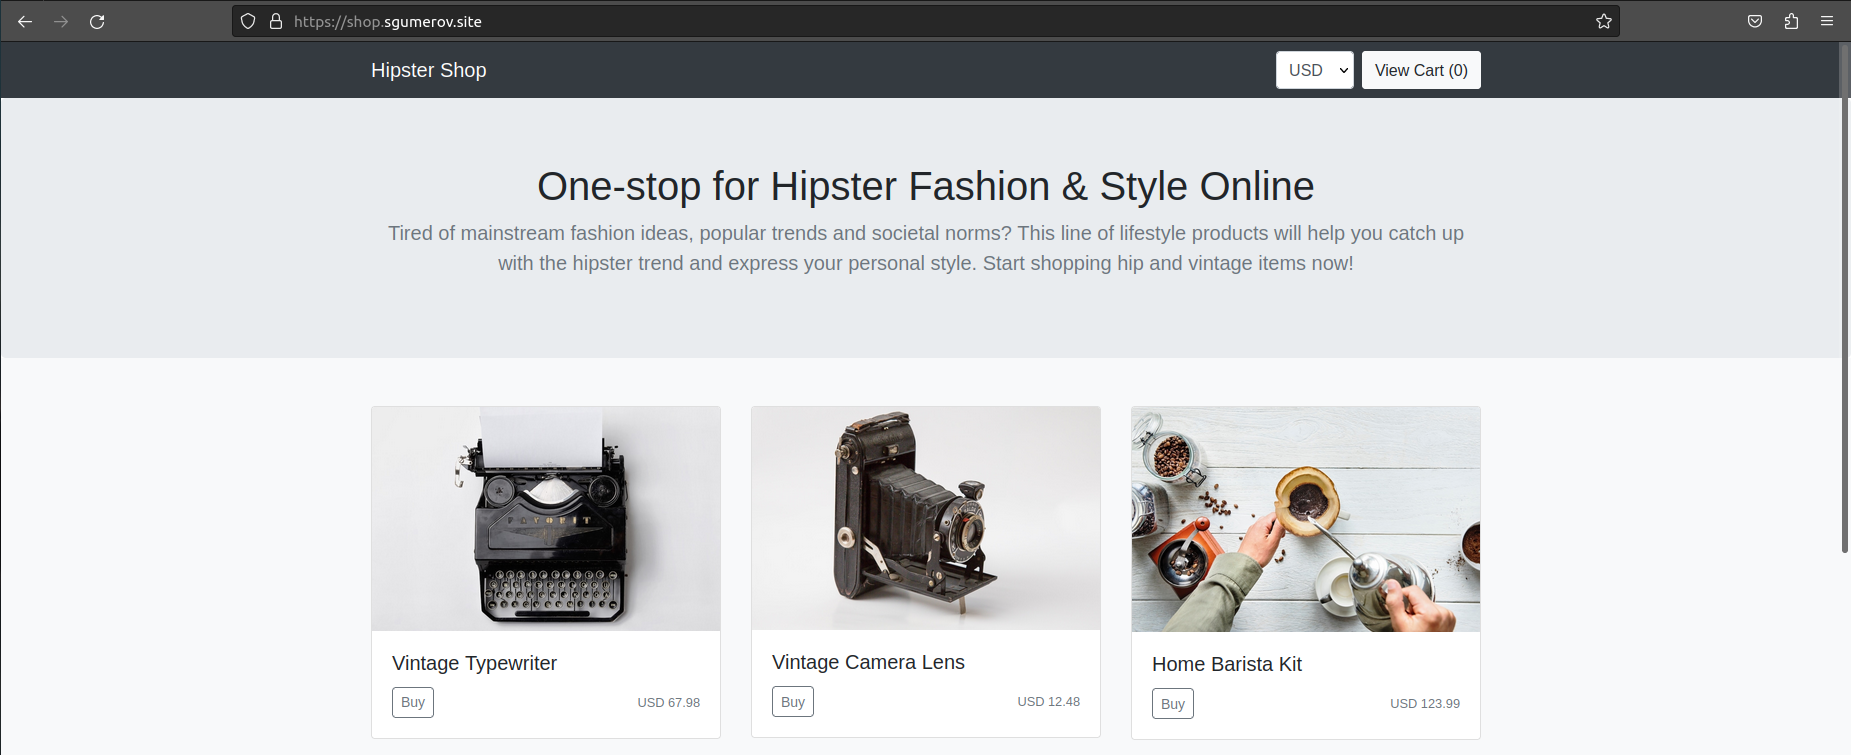 https://shop.sgumerov.site
Hipster Shop
USD
View Cart (0)
One-stop for Hipster Fashion & Style Online
Tired of mainstream fashion ideas, popular trends and societal norms? This line of lifestyle products will help you catch up
with the hipster trend and express your personal style. Start shopping hip and vintage items now!
FAVORIT
Vintage Typewriter
Buy
USD 67.98
Vintage Camera Lens
Buy
USD 12.48
Home Barista Kit
Buy
USD 123.99